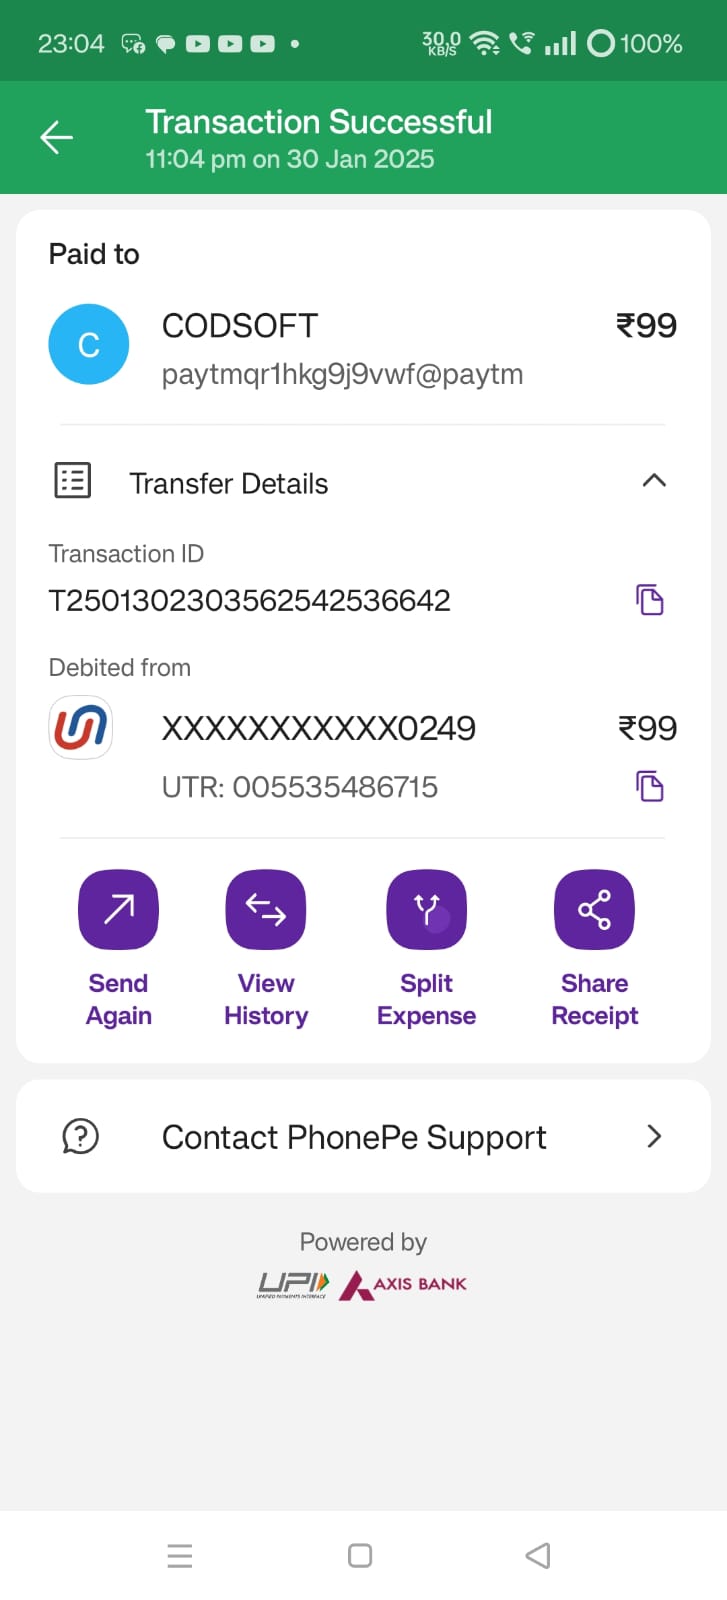 23:04
30.0
KB/S
100%
Transaction Successful
11:04 pm on 30 Jan 2025
Paid to
C
CODSOFT
₹99
paytmqr1hkg9j9vwf@paytm
Transfer Details
Transaction ID
T2501302303562542536642
Debited from
XXXXXXXXXXX0249
₹99
UTR: 005535486715
Send
Again
View
History
Split
Expense
Share
Receipt
Contact PhonePe Support
Powered by
UPI
UNIFIED PAYMENTS INTERFACE
AXIS BANK